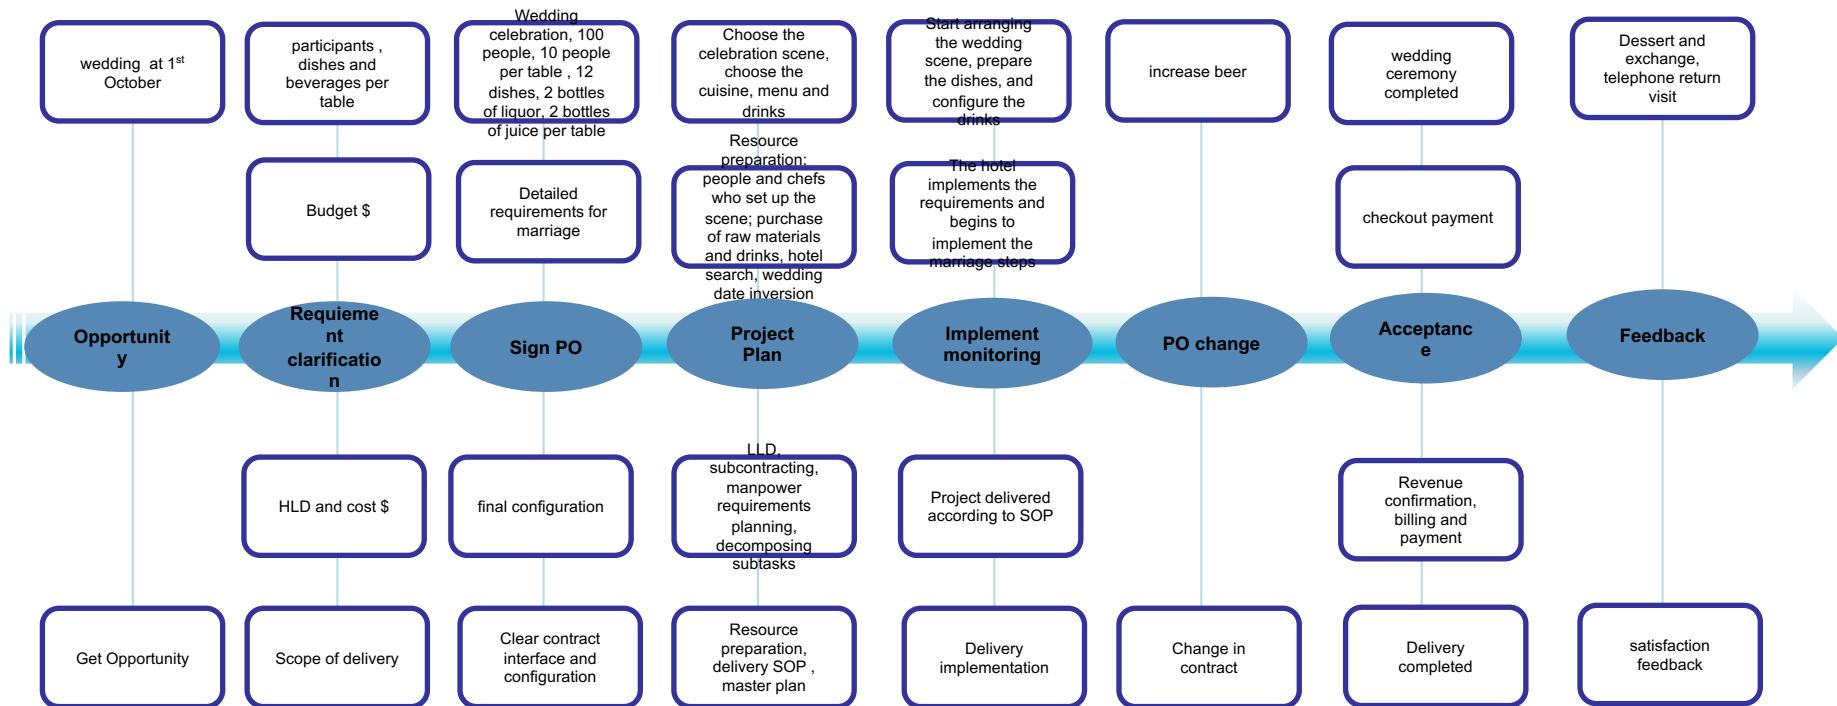 wedding at 1st
October
participants ,
dishes and
beverages per
table
Wedding
celebration, 100
people, 10 people
per table , 12
dishes, 2 bottles
of liquor, 2 bottles
of juice per table
Choose the
celebration scene,
choose the
cuisine, menu and
drinks
Start arranging
the wedding
scene, prepare
the dishes, and
configure the
drinks
increase beer
wedding
ceremony
completed
Dessert and
exchange,
telephone return
visit
Budget $
Detailed
requirements for
marriage
Resource
preparation:
people and chefs
who set up the
scene; purchase
of raw materials
and drinks, hotel
search, wedding
date inversion
The hotel
implements the
requirements and
begins to
implement the
marriage steps
checkout payment
Opportunit
y
Requieme
nt
clarificatio
n
Sign PO
Project
Plan
Implement
monitoring
PO change
Acceptanc
e
Feedback
HLD and cost $
final configuration
LLD,
subcontracting,
manpower
requirements
planning,
decomposing
subtasks
Project delivered
according to SOP
Revenue
confirmation,
billing and
payment
Get Opportunity
Scope of delivery
Clear contract
interface and
configuration
Resource
preparation,
delivery SOP ,
master plan
Delivery
implementation
Change in
contract
Delivery
completed
satisfaction
feedback